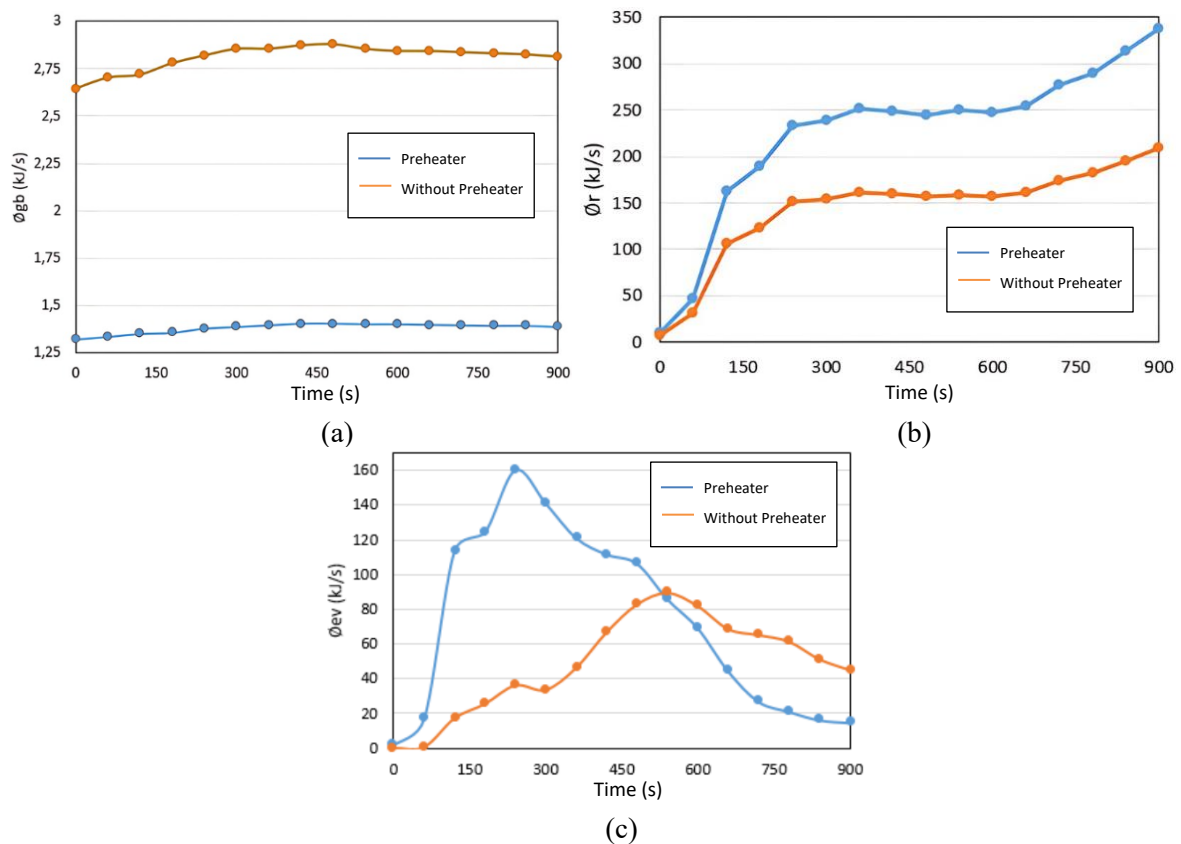 3
2,75
2,5
2,25
2
1,75
1,5
1,25
Øgb (kJ/s)
Preheater
Without Preheater
0 150 300 450 600 750 900
Time (s)
(a)
350
300
250
200
150
100
50
0
Ør (kJ/s)
Preheater
Without Preheater
0 150 300 450 600 750 900
Time (s)
(b)
160
140
120
100
80
60
40
20
0
Øev (kJ/s)
Preheater
Without Preheater
0 150 300 450 600 750 900
Time (s)
(c)